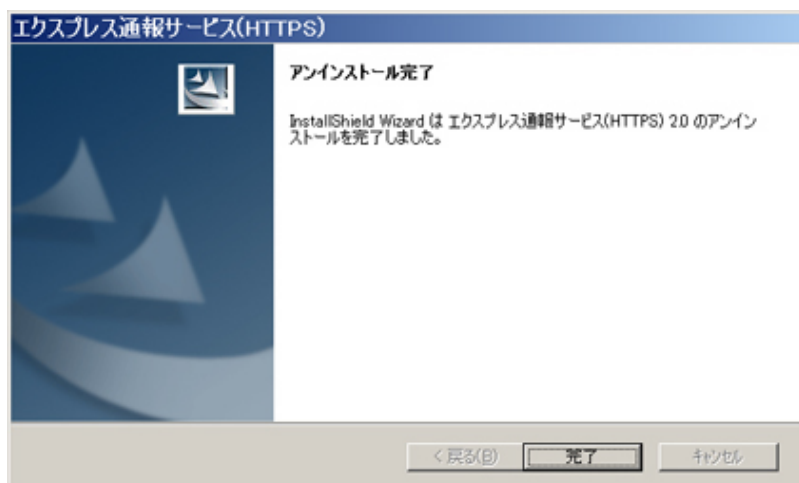 エクスプレス通報サービス(HTTPS)
アンインストール完了
InstallShield Wizard は エクスプレス通報サービス(HTTPS) 2.0 のアンイン
ストールを完了しました。
< 戻る(B)
完了
キャンセル